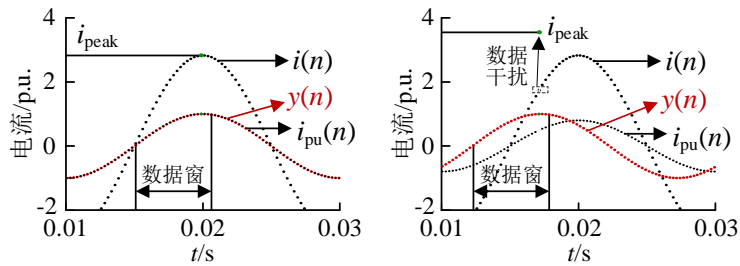 4
2
0
-2
电流/p.u.
i_peak
i(n)
y(n)
i_pu(n)
数据窗
0.01
0.02
0.03
t/s
4
2
0
-2
电流/p.u.
i_peak
数据
干扰
i(n)
y(n)
i_pu(n)
数据窗
0.01
0.02
0.03
t/s